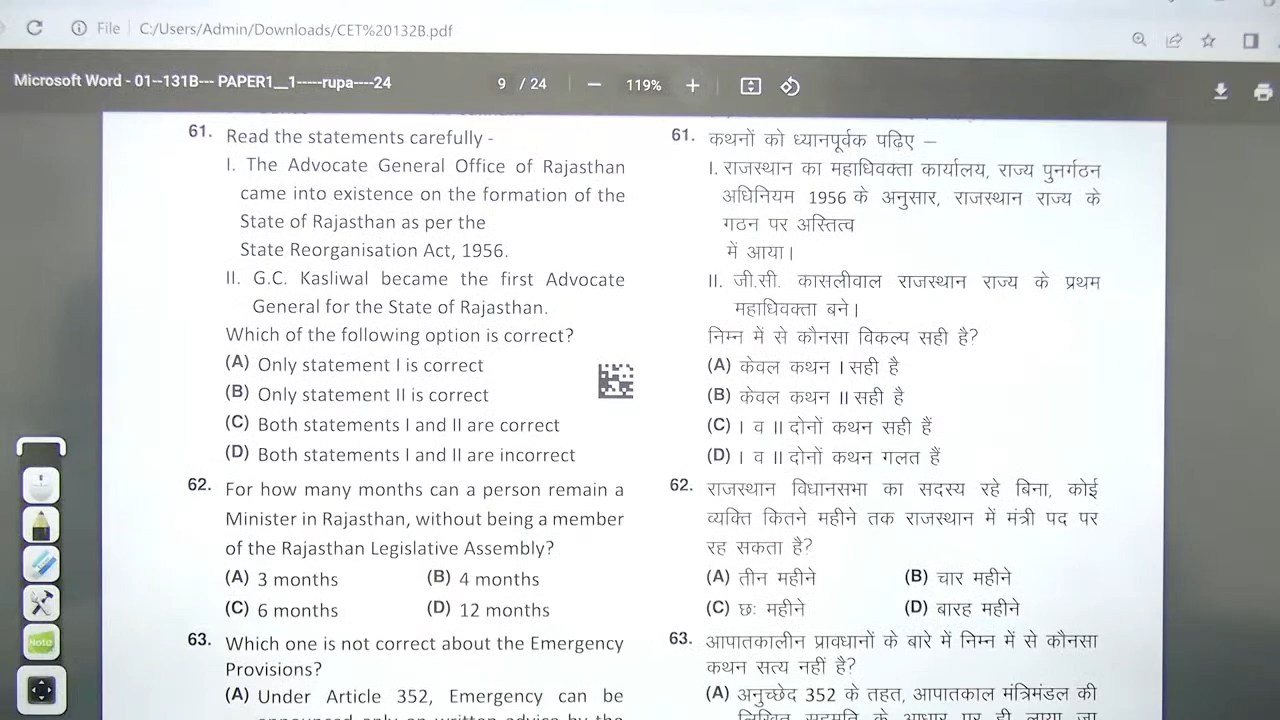 File C:/Users/Admin/Downloads/CET%20132B.pdf
Microsoft Word - 01--131B--- PAPER1__1-----rupa----24
9 / 24
119%
61. Read the statements carefully -
I. The Advocate General Office of Rajasthan
came into existence on the formation of the
State of Rajasthan as per the
State Reorganisation Act, 1956.
II. G.C. Kasliwal became the first Advocate
General for the State of Rajasthan.
Which of the following option is correct?
(A) Only statement I is correct
(B) Only statement II is correct
(C) Both statements I and II are correct
(D) Both statements I and II are incorrect
62. For how many months can a person remain a
Minister in Rajasthan, without being a member
of the Rajasthan Legislative Assembly?
(A) 3 months (B) 4 months
(C) 6 months (D) 12 months
63. Which one is not correct about the Emergency
Provisions?
(A) Under Article 352, Emergency can be
61. कथनों को ध्यानपूर्वक पढ़िए –
I. राजस्थान का महाधिवक्ता कार्यालय, राज्य पुनर्गठन
अधिनियम 1956 के अनुसार, राजस्थान राज्य के
गठन पर अस्तित्व
में आया।
II. जी.सी. कासलीवाल राजस्थान राज्य के प्रथम
महाधिवक्ता बने।
निम्न में से कौनसा विकल्प सही है?
(A) केवल कथन I सही है
(B) केवल कथन II सही है
(C) I व II दोनों कथन सही हैं
(D) I व II दोनों कथन गलत हैं
62. राजस्थान विधानसभा का सदस्य रहे बिना, कोई
व्यक्ति कितने महीने तक राजस्थान में मंत्री पद पर
रह सकता है?
(A) तीन महीने (B) चार महीने
(C) छः महीने (D) बारह महीने
63. आपातकालीन प्रावधानों के बारे में निम्न में से कौनसा
कथन सत्य नहीं है?
(A) अनुच्छेद 352 के तहत, आपातकाल मंत्रिमंडल की
Note